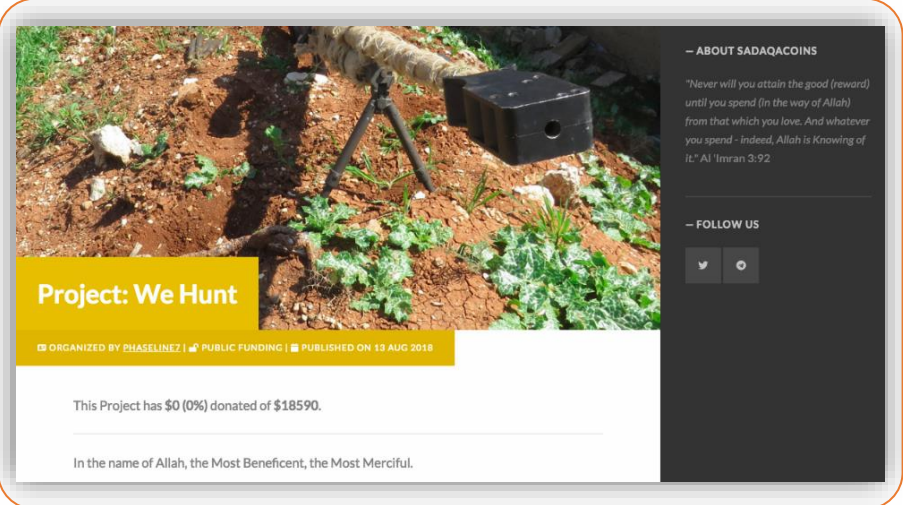 Project: We Hunt
ORGANIZED BY PHASELINE7 | PUBLIC FUNDING | PUBLISHED ON 13 AUG 2018
This Project has $0 (0%) donated of $18590.
In the name of Allah, the Most Beneficent, the Most Merciful.
– ABOUT SADAQACOINS
"Never will you attain the good (reward)
until you spend (in the way of Allah)
from that which you love. And whatever
you spend - indeed, Allah is Knowing of
it." Al 'Imran 3:92
– FOLLOW US